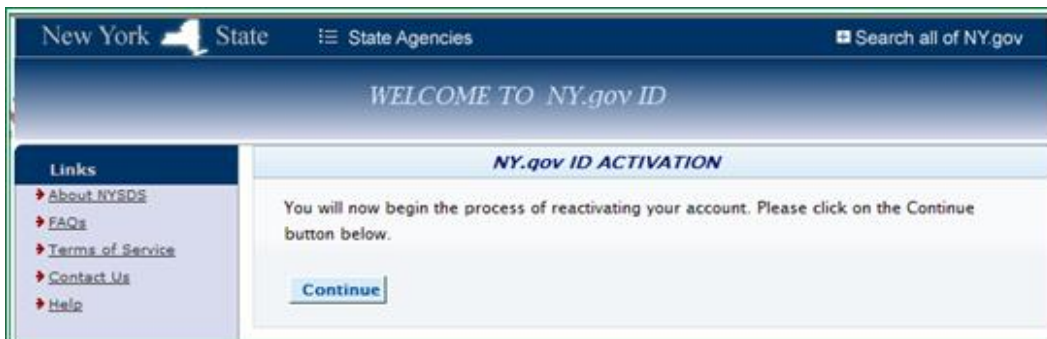 New York State
State Agencies
Search all of NY.gov
WELCOME TO NY.gov ID
Links
About NYSDS
FAQs
Terms of Service
Contact Us
Help
NY.gov ID ACTIVATION
You will now begin the process of reactivating your account. Please click on the Continue
button below.
Continue